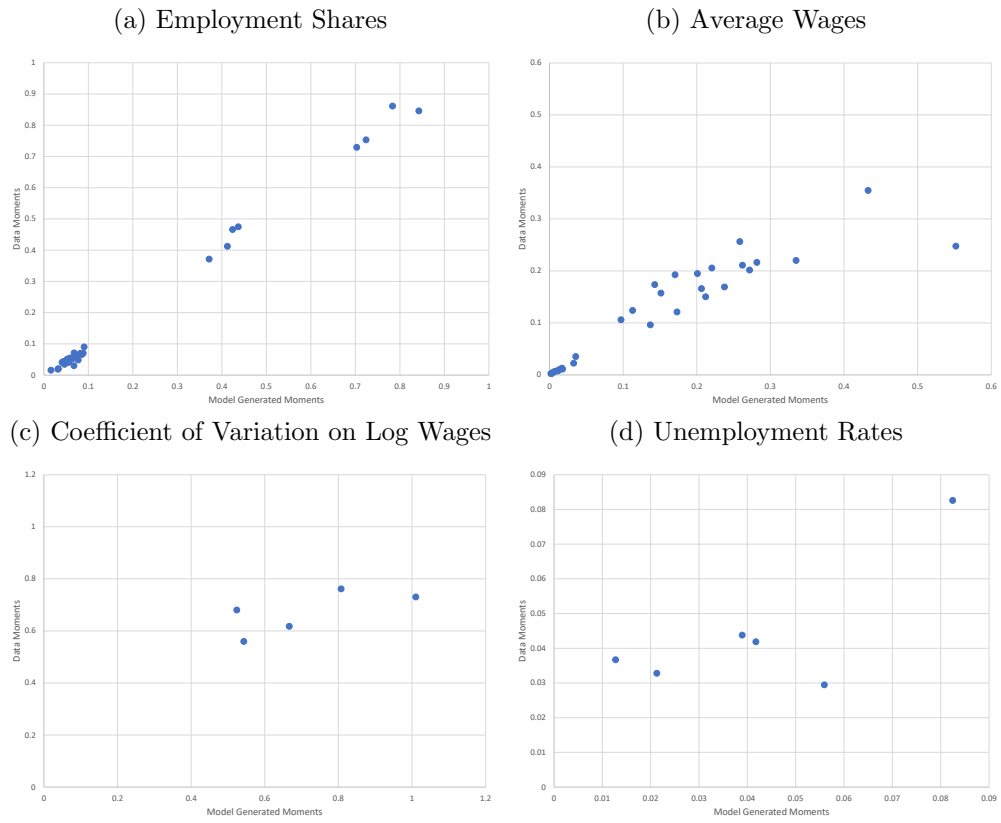 (a) Employment Shares
1
0.9
0.8
0.7
0.6
0.5
0.4
0.3
0.2
0.1
0
Data Moments
0 0.1 0.2 0.3 0.4 0.5 0.6 0.7 0.8 0.9 1
Model Generated Moments
(b) Average Wages
0.6
0.5
0.4
0.3
0.2
0.1
0
Data Moments
0 0.1 0.2 0.3 0.4 0.5 0.6
Model Generated Moments
(c) Coefficient of Variation on Log Wages
1.2
1
0.8
0.6
0.4
0.2
0
Data Moments
0 0.2 0.4 0.6 0.8 1 1.2
Model Generated Moments
(d) Unemployment Rates
0.09
0.08
0.07
0.06
0.05
0.04
0.03
0.02
0.01
0
Data Moments
0 0.01 0.02 0.03 0.04 0.05 0.06 0.07 0.08 0.09
Model Generated Moments